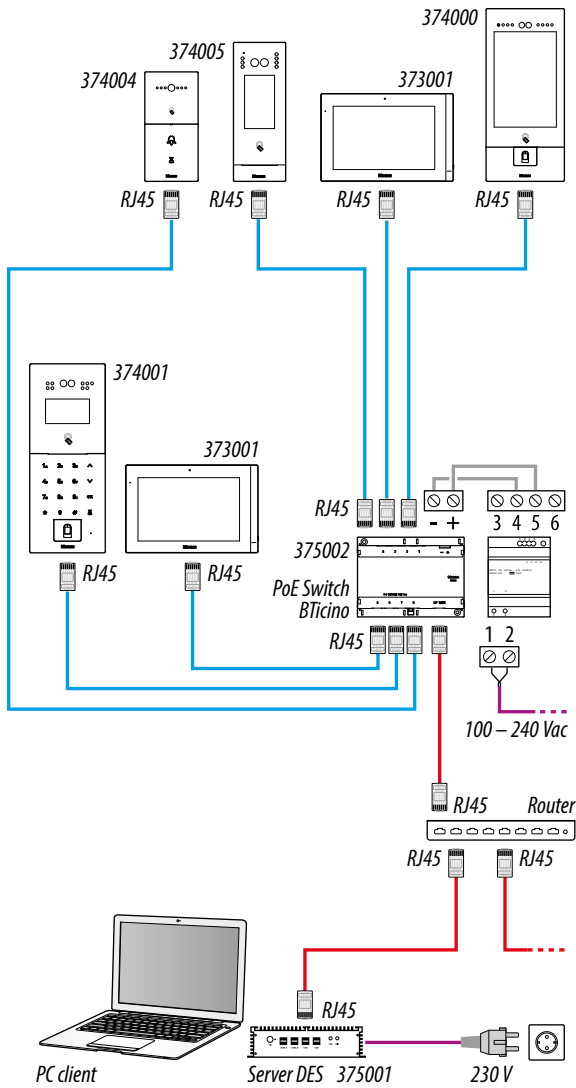 374000
374005
374004
373001
RJ45
RJ45
RJ45
RJ45
374001
373001
RJ45
- +
3 4 5 6
375002
RJ45
RJ45
PoE Switch
BTicino
RJ45
1 2
100 – 240 Vac
RJ45
Router
RJ45
RJ45
RJ45
PC client
Server DES 375001
230 V